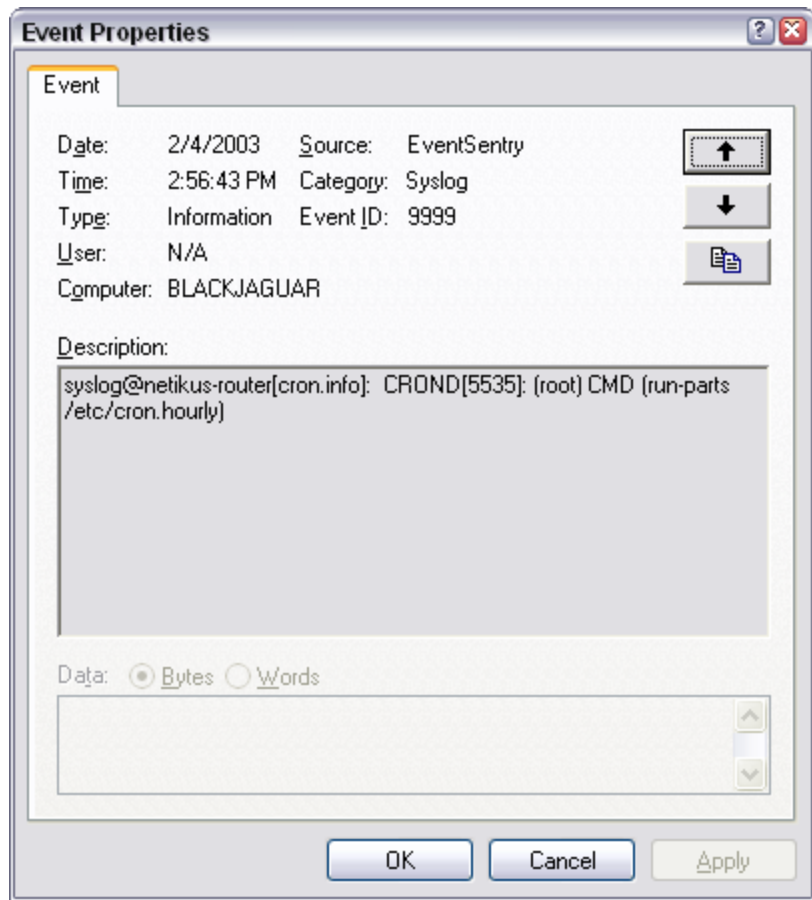 Event Properties
Event
Date: 2/4/2003 Source: EventSentry
Time: 2:56:43 PM Category: Syslog
Type: Information Event ID: 9999
User: N/A
Computer: BLACKJAGUAR
Description:
syslog@netikus-router[cron.info]: CROND[5535]: (root) CMD (run-parts
/etc/cron.hourly)
Data: Bytes Words
OK Cancel Apply